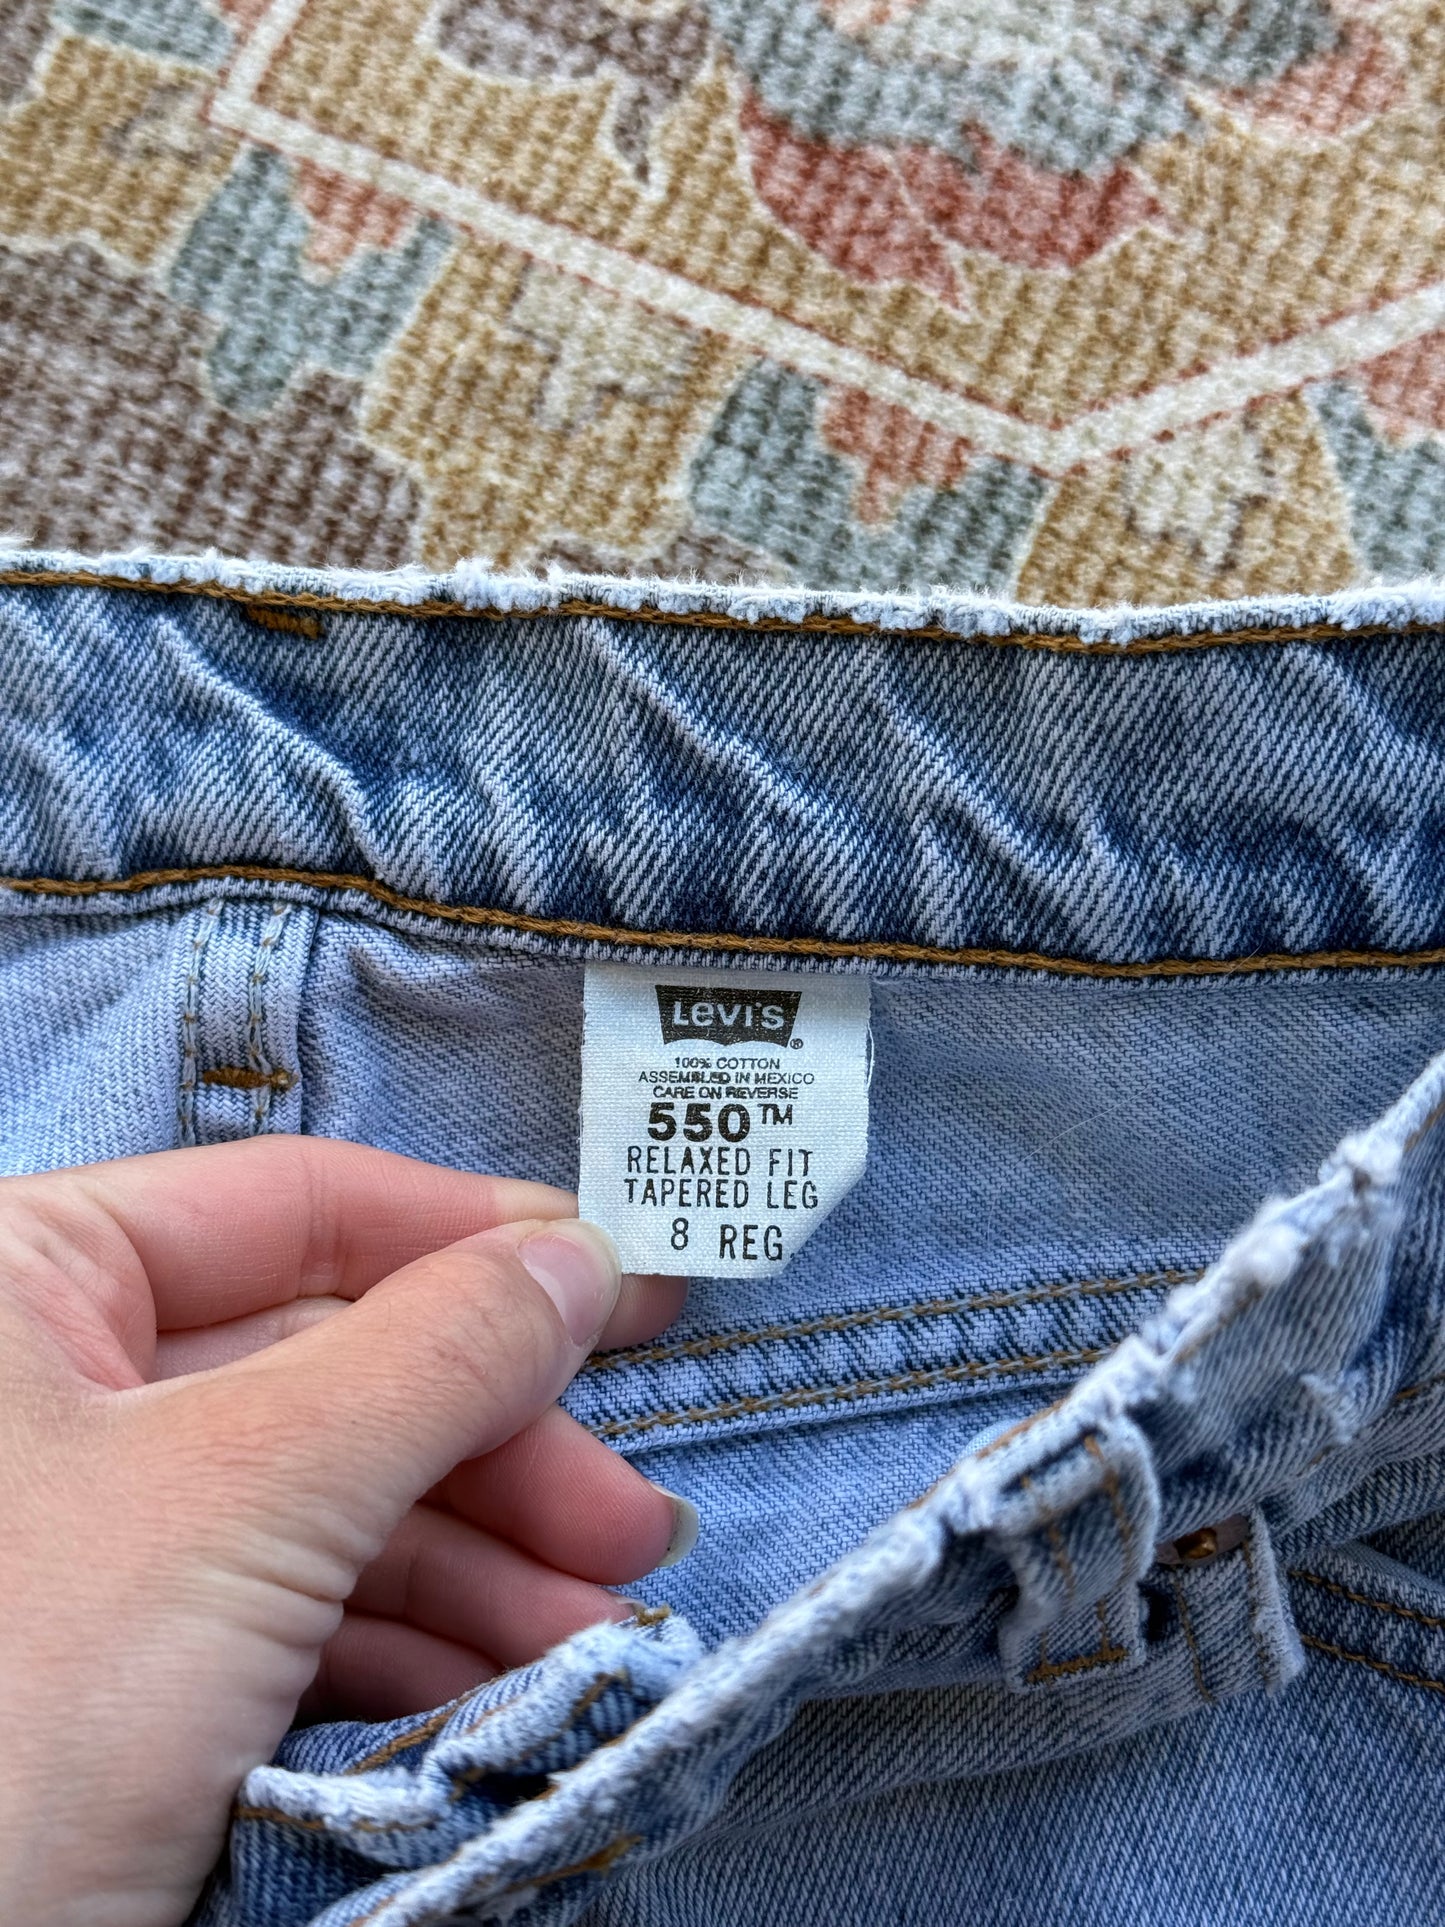 Levi's®
100% COTTON
ASSEMBLED IN MEXICO
CARE ON REVERSE
550™
RELAXED FIT
TAPERED LEG
8 REG.